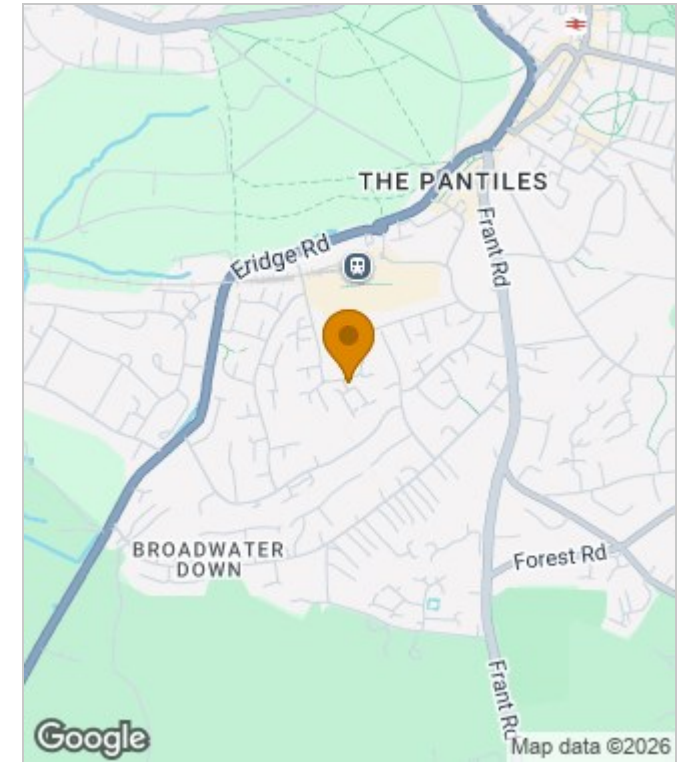 THE PANTILES
Eridge Rd
Frant Rd
BROADWATER
DOWN
Forest Rd
Frant Rd
Google
Map data ©2026